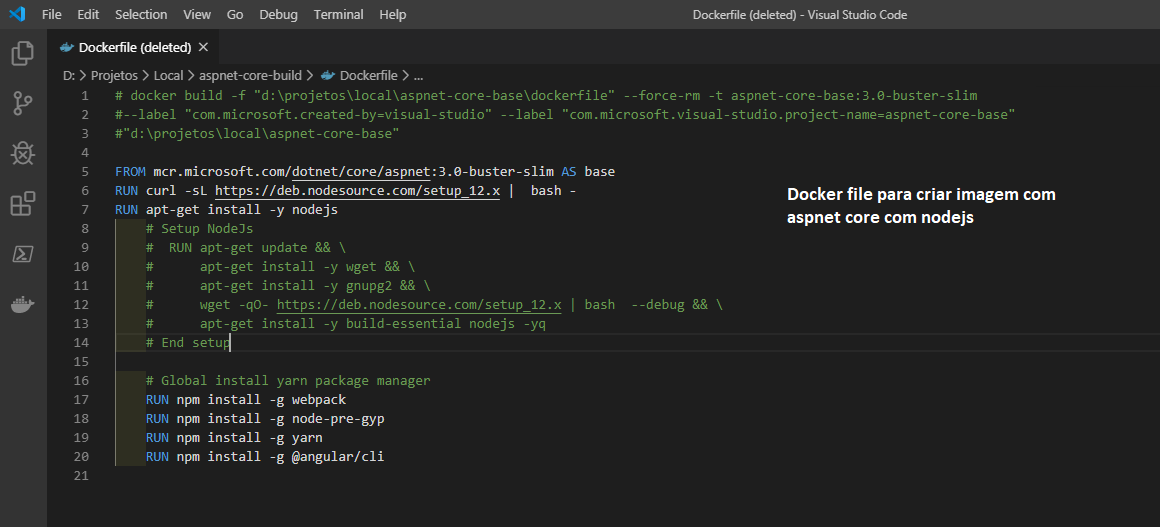 File Edit Selection View Go Debug Terminal Help Dockerfile (deleted) - Visual Studio Code
Dockerfile (deleted) ×
D: > Projetos > Local > aspnet-core-build > Dockerfile > ...
1 # docker build -f "d:\projetos\local\aspnet-core-base\dockerfile" --force-rm -t aspnet-core-base:3.0-buster-slim
2 #--label "com.microsoft.created-by=visual-studio" --label "com.microsoft.visual-studio.project-name=aspnet-core-base"
3 #"d:\projetos\local\aspnet-core-base"
4
5 FROM mcr.microsoft.com/dotnet/core/aspnet:3.0-buster-slim AS base
6 RUN curl -sL https://deb.nodesource.com/setup_12.x |  bash -
7 RUN apt-get install -y nodejs
8 # Setup NodeJs
9 #  RUN apt-get update && \
10 #      apt-get install -y wget && \
11 #      apt-get install -y gnupg2 && \
12 #      wget -qO- https://deb.nodesource.com/setup_12.x | bash  --debug && \
13 #      apt-get install -y build-essential nodejs -yq
14 # End setup
15
16 # Global install yarn package manager
17 RUN npm install -g webpack
18 RUN npm install -g node-pre-gyp
19 RUN npm install -g yarn
20 RUN npm install -g @angular/cli
21
Docker file para criar imagem com
aspnet core com nodejs